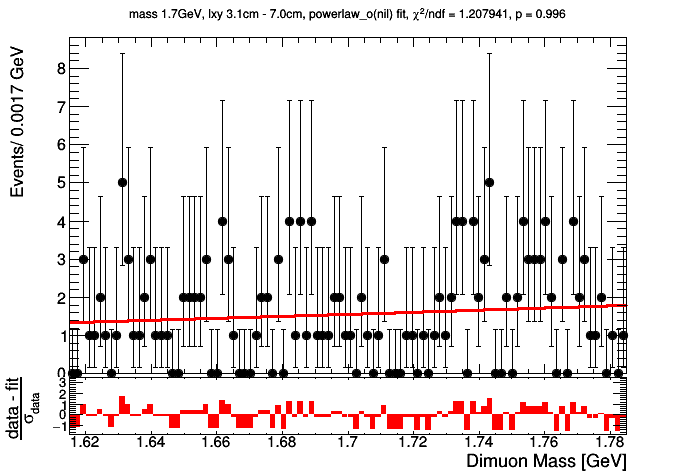 mass 1.7GeV, lxy 3.1cm - 7.0cm, powerlaw_o(nil) fit, χ²/ndf = 1.207941, p = 0.996
Events/ 0.0017 GeV
8
7
6
5
4
3
2
1
0
data - fit
σdata
3
2
1
0
−1
1.62 1.64 1.66 1.68 1.7 1.72 1.74 1.76 1.78
Dimuon Mass [GeV]